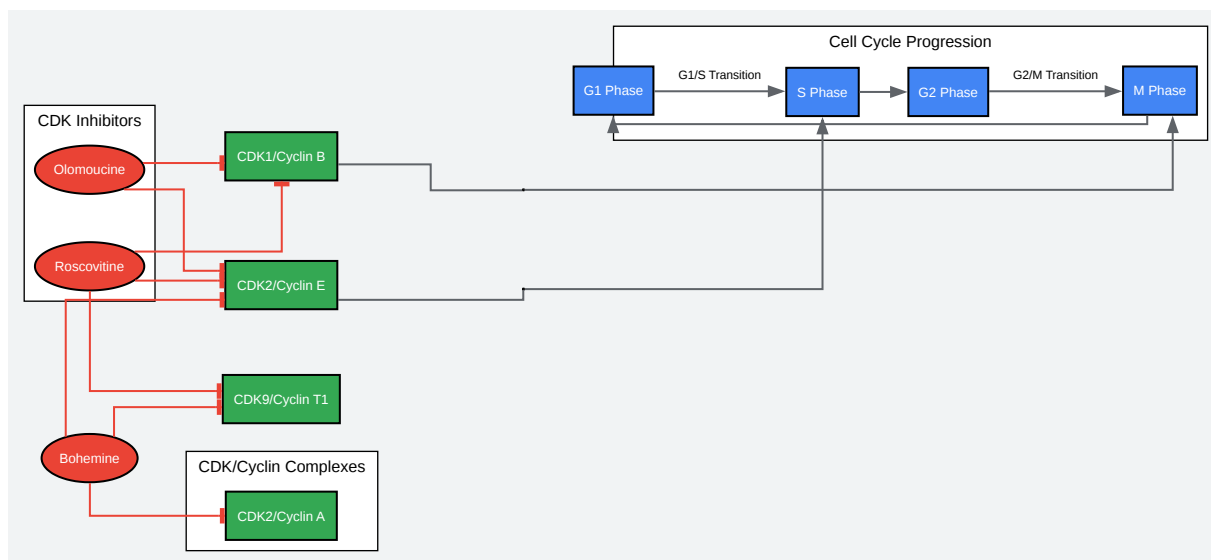 Cell Cycle Progression
G1 Phase
G1/S Transition
S Phase
G2 Phase
G2/M Transition
M Phase
CDK Inhibitors
Olomoucine
Roscovitine
CDK1/Cyclin B
CDK2/Cyclin E
CDK9/Cyclin T1
Bohemine
CDK/Cyclin Complexes
CDK2/Cyclin A